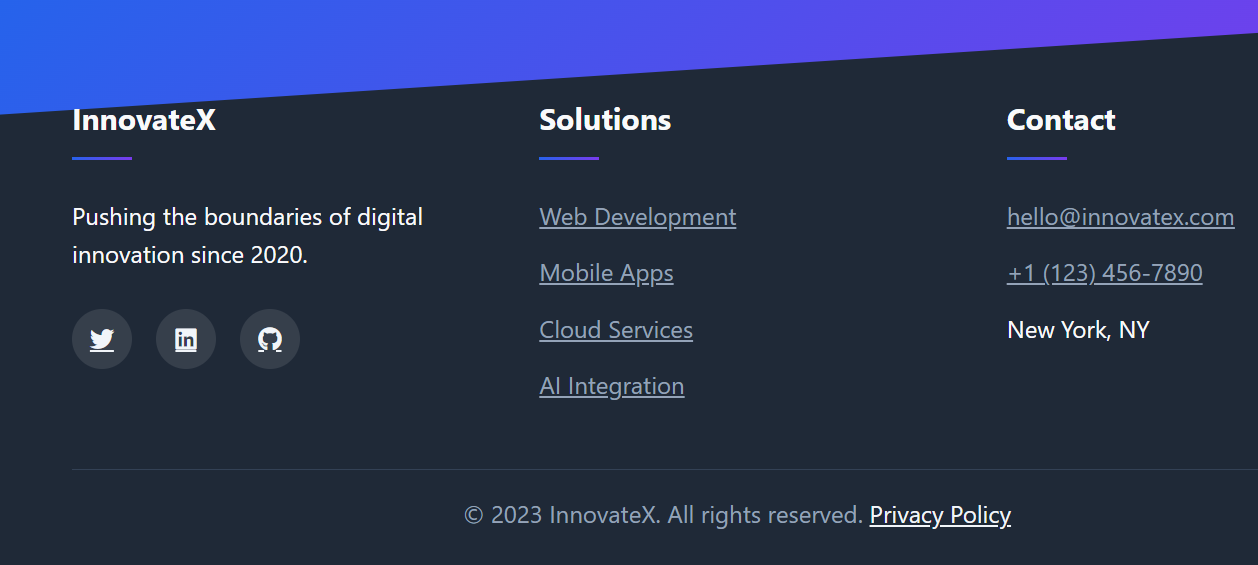 InnovateX
Pushing the boundaries of digital
innovation since 2020.
in
Solutions
Web Development
Mobile Apps
Cloud Services
AI Integration
Contact
hello@innovatex.com
+1 (123) 456-7890
New York, NY
© 2023 InnovateX. All rights reserved. Privacy Policy